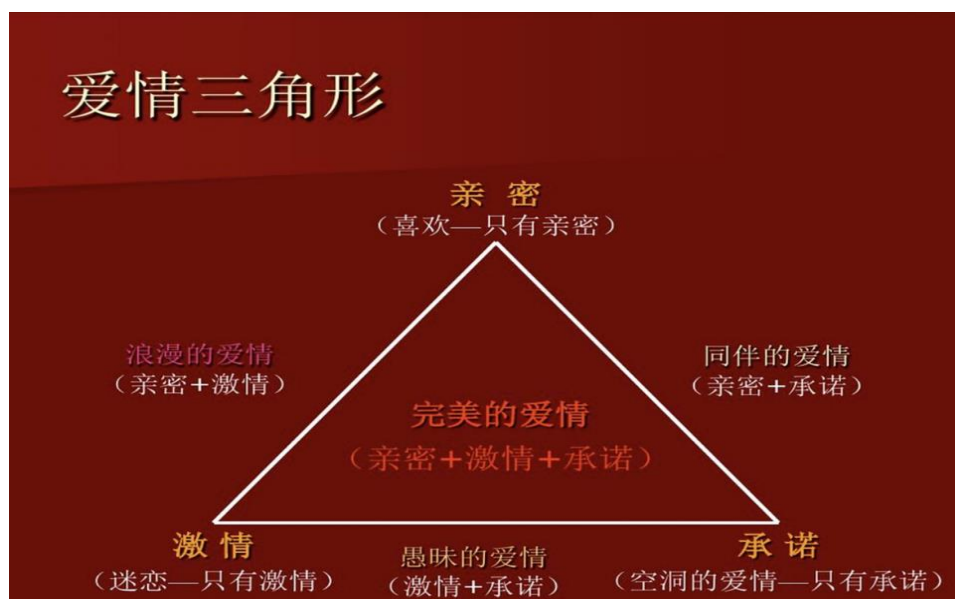 爱情三角形
亲 密
（喜欢—只有亲密）
浪漫的爱情
（亲密+激情）
同伴的爱情
（亲密+承诺）
完美的爱情
（亲密+激情+承诺）
激 情
（迷恋—只有激情）
愚昧的爱情
（激情+承诺）
承 诺
（空洞的爱情—只有承诺）